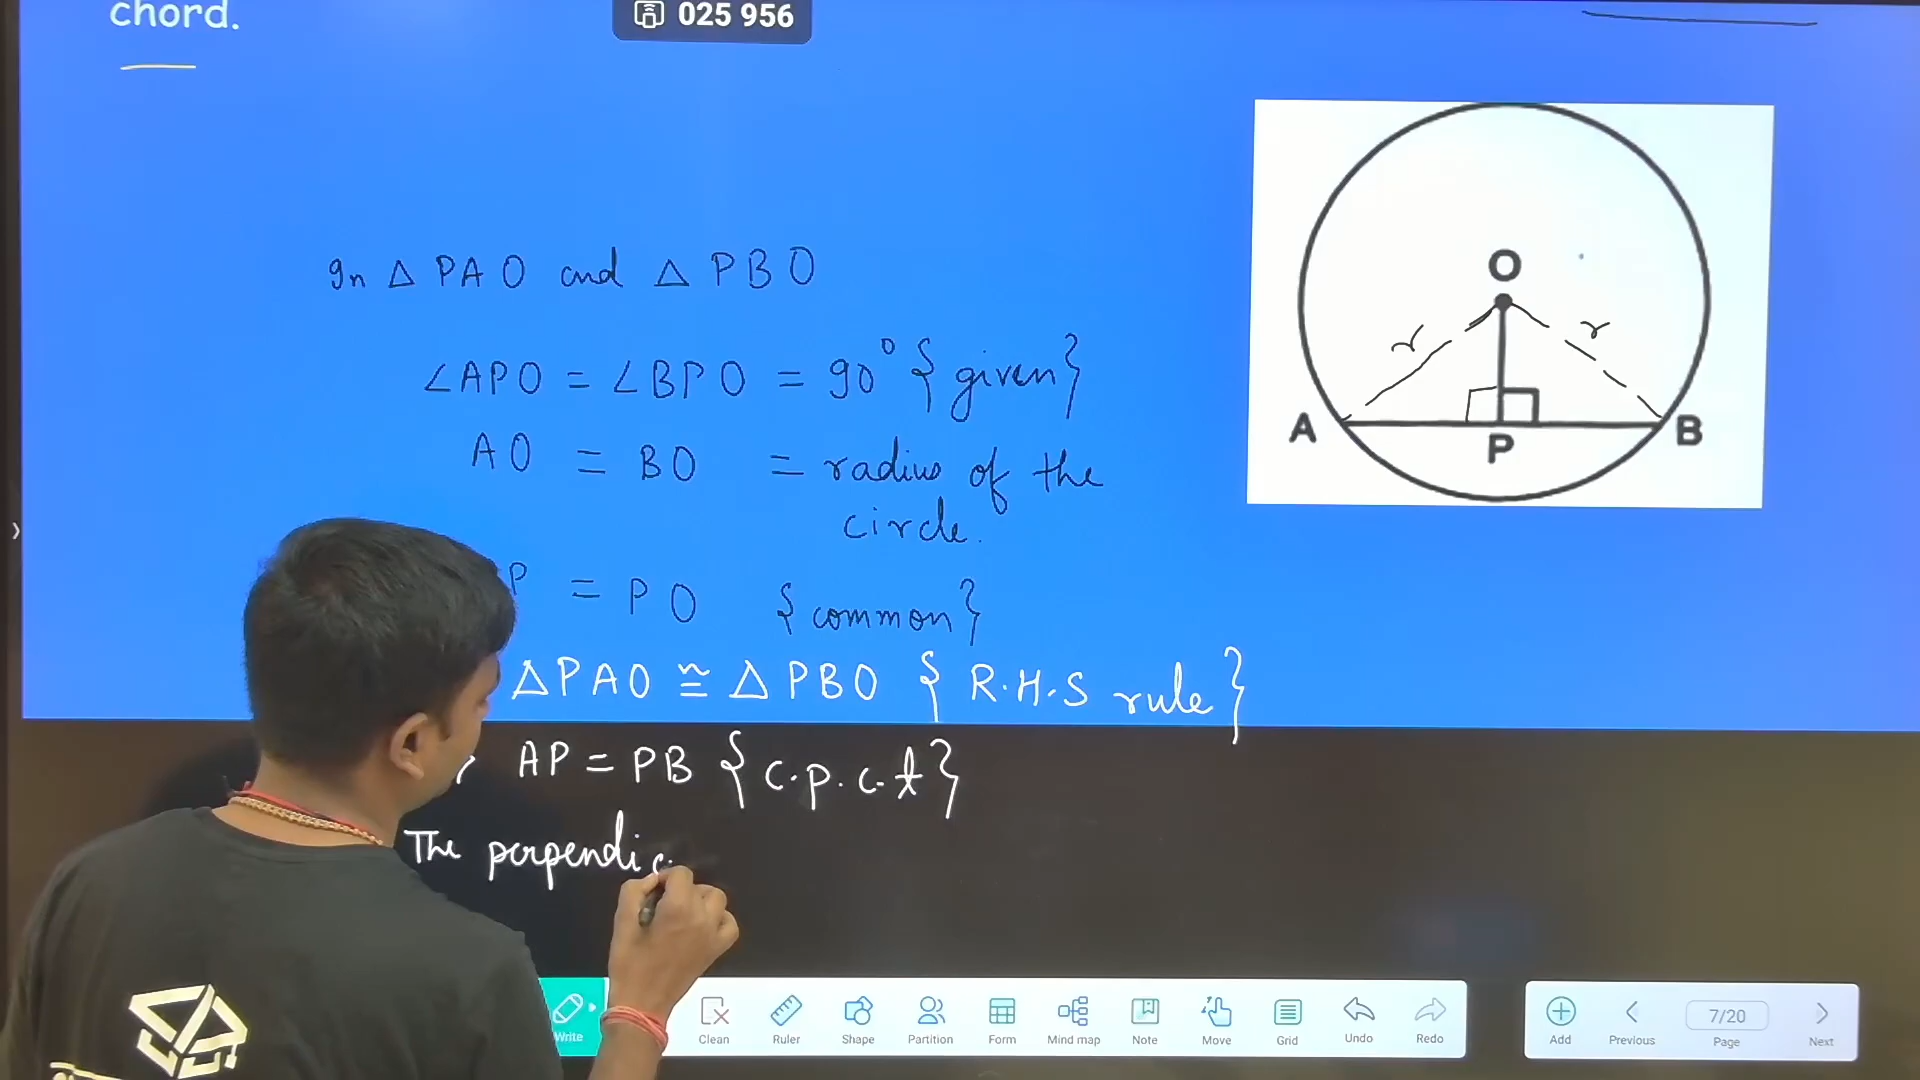 chord.
025 956
In △ PAO and △ PBO
∠APO = ∠BPO = 90° {given}
AO = BO = radius of the
circle.
P = PO {common}
△PAO ≅ △PBO {R.H.S rule}
AP = PB {c.p.c.t}
The perpendic
O
r r
A P B
Write Clean Ruler Shape Partition Form Mind map Note Move Grid Undo Redo
Add Previous 7/20 Page Next